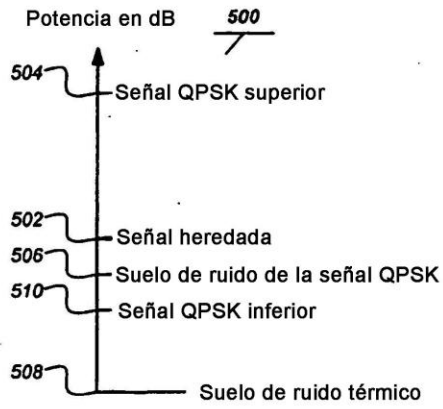 Potencia en dB 500
504 Señal QPSK superior
502 Señal heredada
506 Suelo de ruido de la señal QPSK
510 Señal QPSK inferior
508 Suelo de ruido térmico